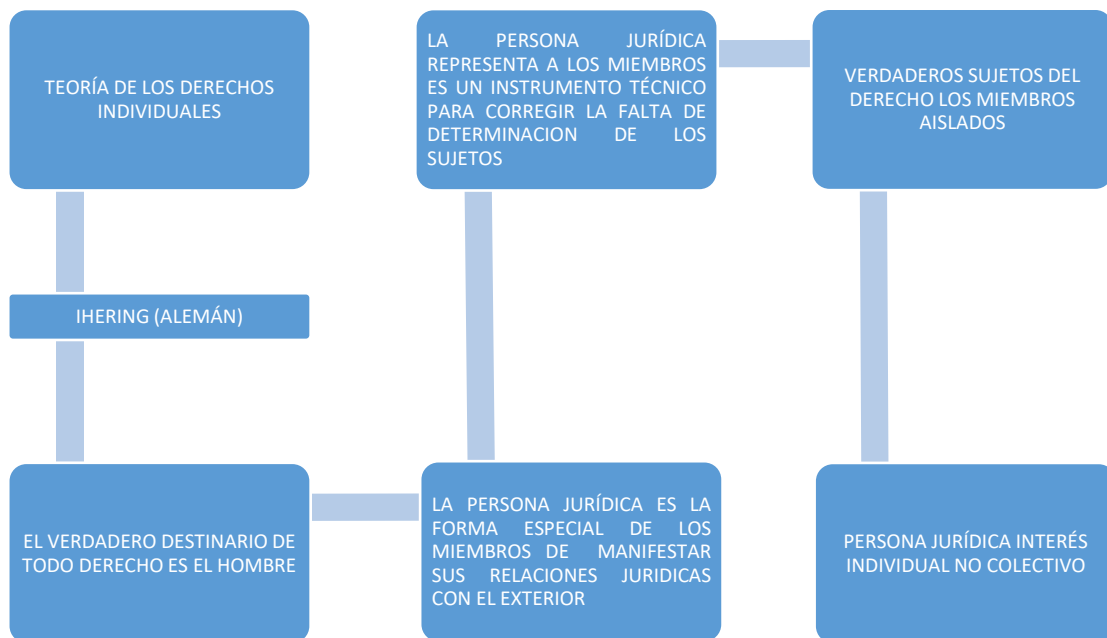 TEORÍA DE LOS DERECHOS
INDIVIDUALES
IHERING (ALEMÁN)
EL VERDADERO DESTINARIO DE
TODO DERECHO ES EL HOMBRE
LA PERSONA JURÍDICA ES LA
FORMA ESPECIAL DE LOS
MIEMBROS DE MANIFESTAR
SUS RELACIONES JURIDICAS
CON EL EXTERIOR
LA PERSONA JURÍDICA
REPRESENTA A LOS MIEMBROS
ES UN INSTRUMENTO TÉCNICO
PARA CORREGIR LA FALTA DE
DETERMINACION DE LOS
SUJETOS
VERDADEROS SUJETOS DEL
DERECHO LOS MIEMBROS
AISLADOS
PERSONA JURÍDICA INTERÉS
INDIVIDUAL NO COLECTIVO